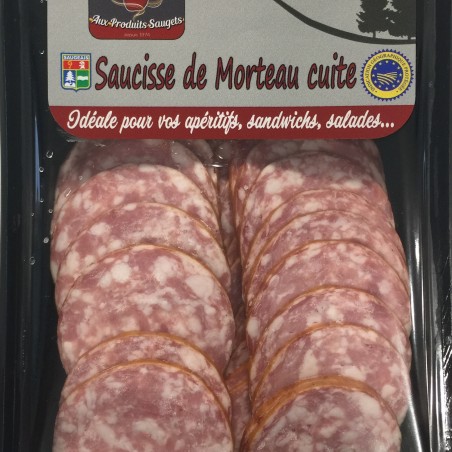 Aux Produits Saugets
Saucisse de Morteau cuite
Idéale pour vos apéritifs, sandwichs, salades...